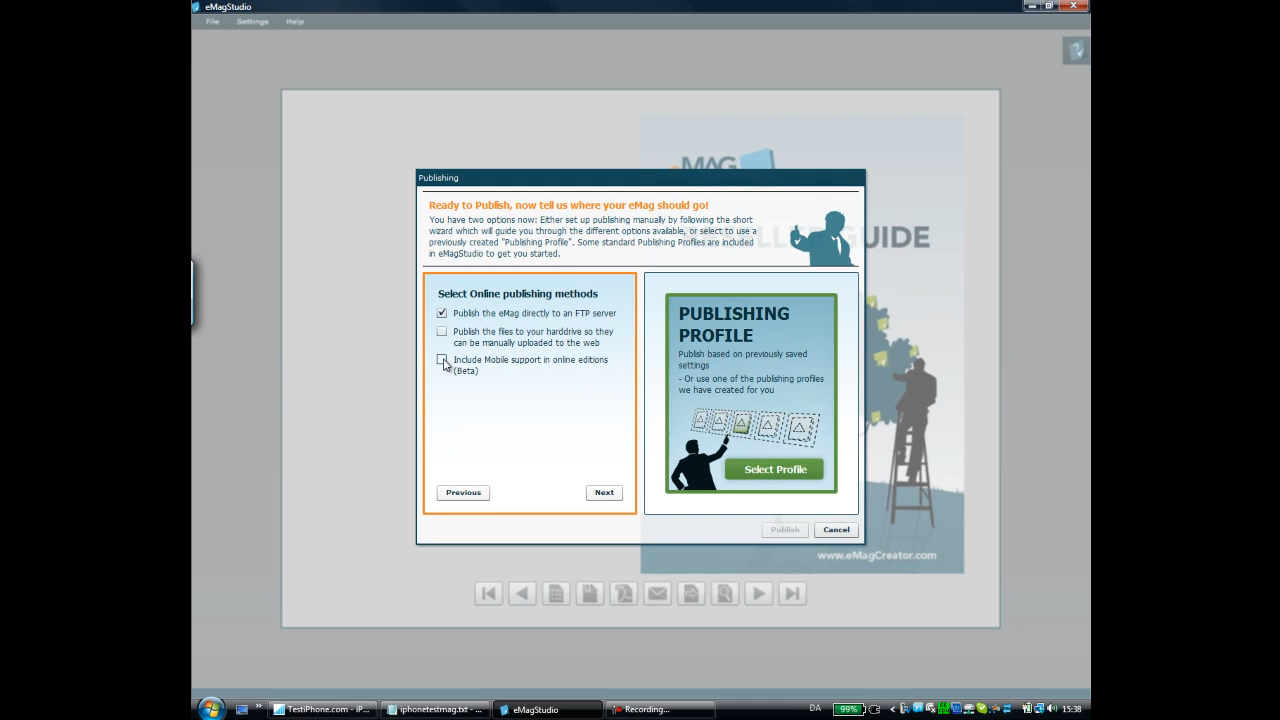 eMagStudio
File Settings Help
eMAG
GUIDE
Publishing
Ready to Publish, now tell us where your eMag should go!
You have two options now: Either set up publishing manually by following the short
wizard which will guide you through the different options available, or select to use a
previously created "Publishing Profile". Some standard Publishing Profiles are included
in eMagStudio to get you started.
Select Online publishing methods
Publish the eMag directly to an FTP server
Publish the files to your harddrive so they
can be manually uploaded to the web
Include Mobile support in online editions
(Beta)
Previous Next
PUBLISHING
PROFILE
Publish based on previously saved
settings
- Or use one of the publishing profiles
we have created for you
Select Profile
Publish Cancel
www.eMagCreator.com
TestiPhone.com - iP... iphonetestmag.txt - ... eMagStudio Recording... DA 99% 15:38